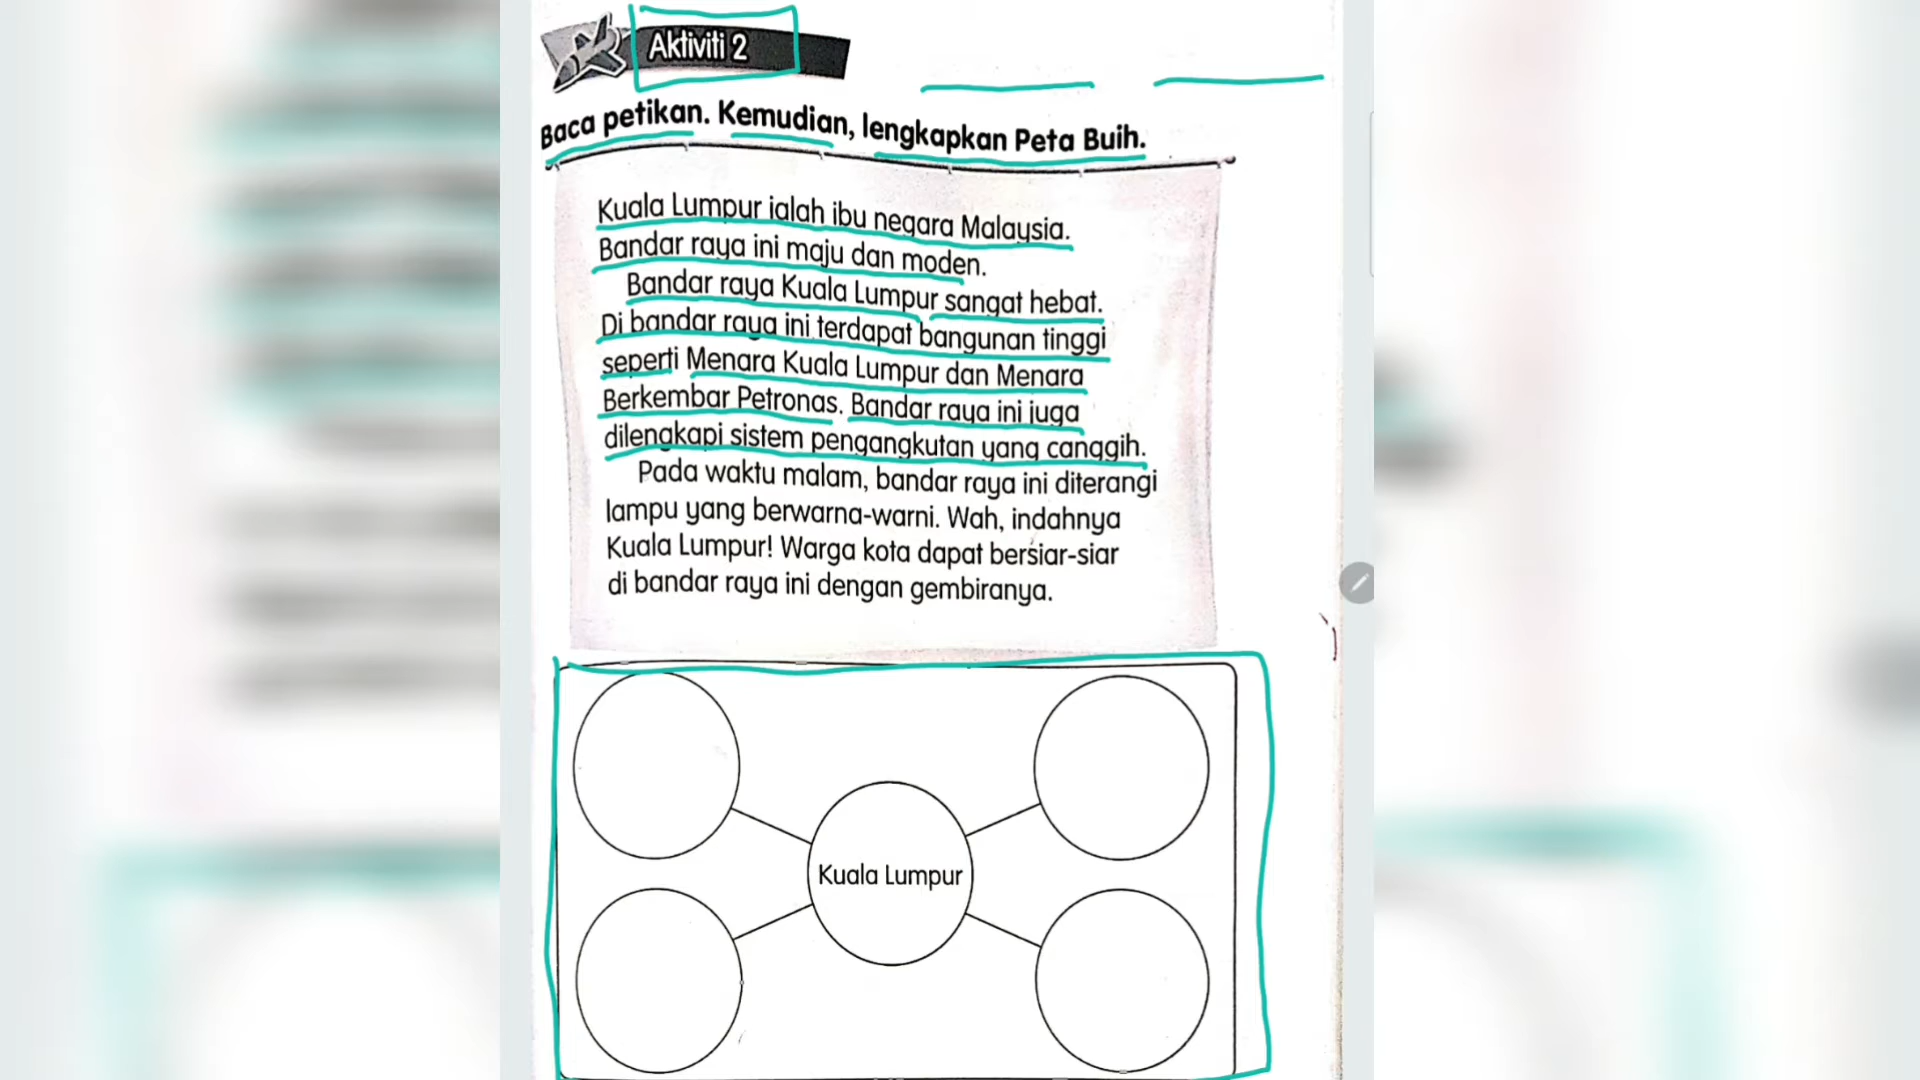 Aktiviti 2
Baca petikan. Kemudian, lengkapkan Peta Buih.
Kuala Lumpur ialah ibu negara Malaysia.
Bandar raya ini maju dan moden.
Bandar raya Kuala Lumpur sangat hebat.
Di bandar raya ini terdapat bangunan tinggi
seperti Menara Kuala Lumpur dan Menara
Berkembar Petronas. Bandar raya ini juga
dilengkapi sistem pengangkutan yang canggih.
Pada waktu malam, bandar raya ini diterangi
lampu yang berwarna-warni. Wah, indahnya
Kuala Lumpur! Warga kota dapat bersiar-siar
di bandar raya ini dengan gembiranya.
Kuala Lumpur